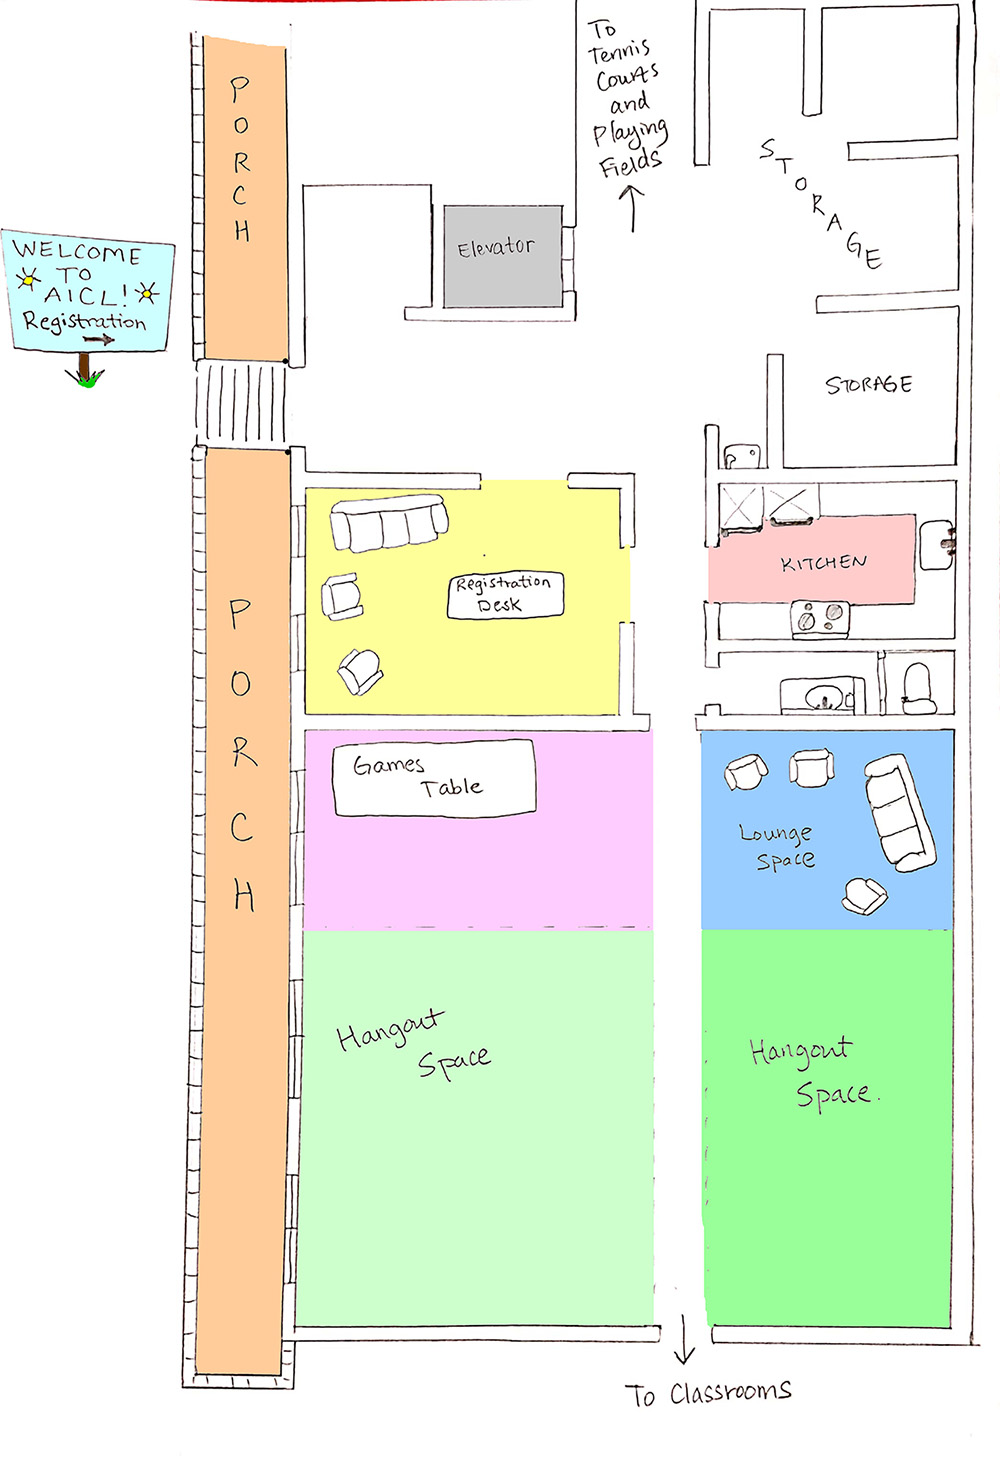 To
Tennis
Courts
and
Playing
Fields
PORCH
STORAGE
WELCOME
TO
AICL!
Registration
Elevator
STORAGE
KITCHEN
Registration
Desk
PORCH
Games
Table
Lounge
Space
Hangout
Space
Hangout
Space.
To Classrooms